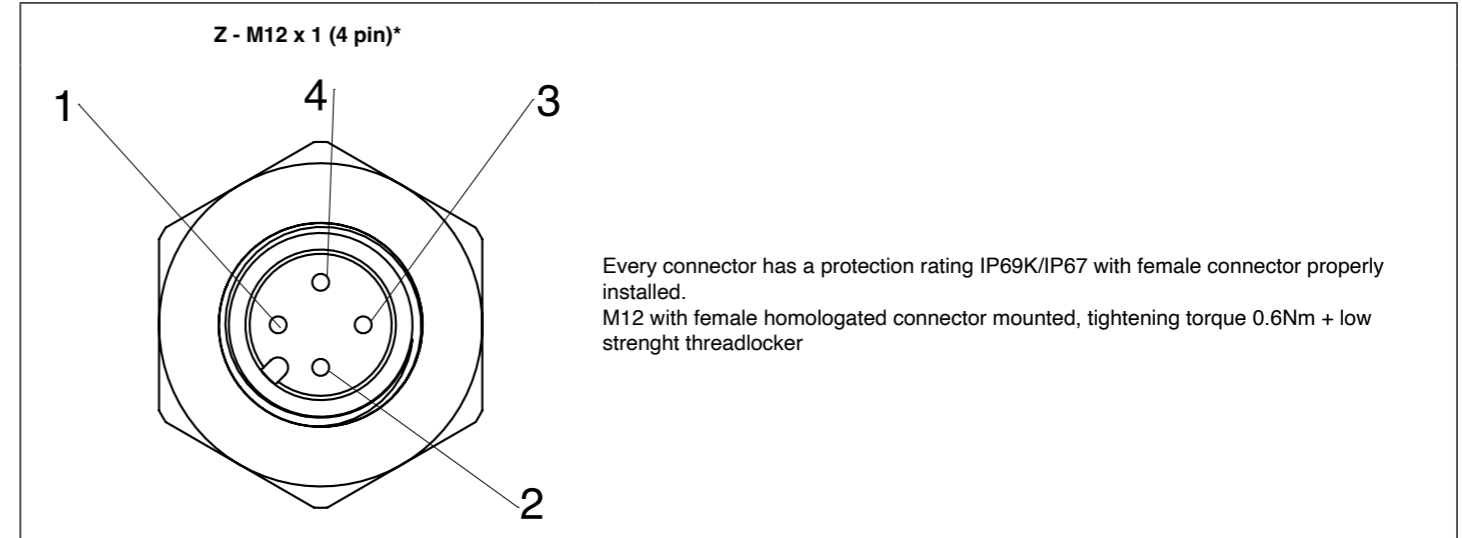 Z - M12 x 1 (4 pin)*
1
4
3
Every connector has a protection rating IP69K/IP67 with female connector properly
installed.
M12 with female homologated connector mounted, tightening torque 0.6Nm + low
strenght threadlocker
2